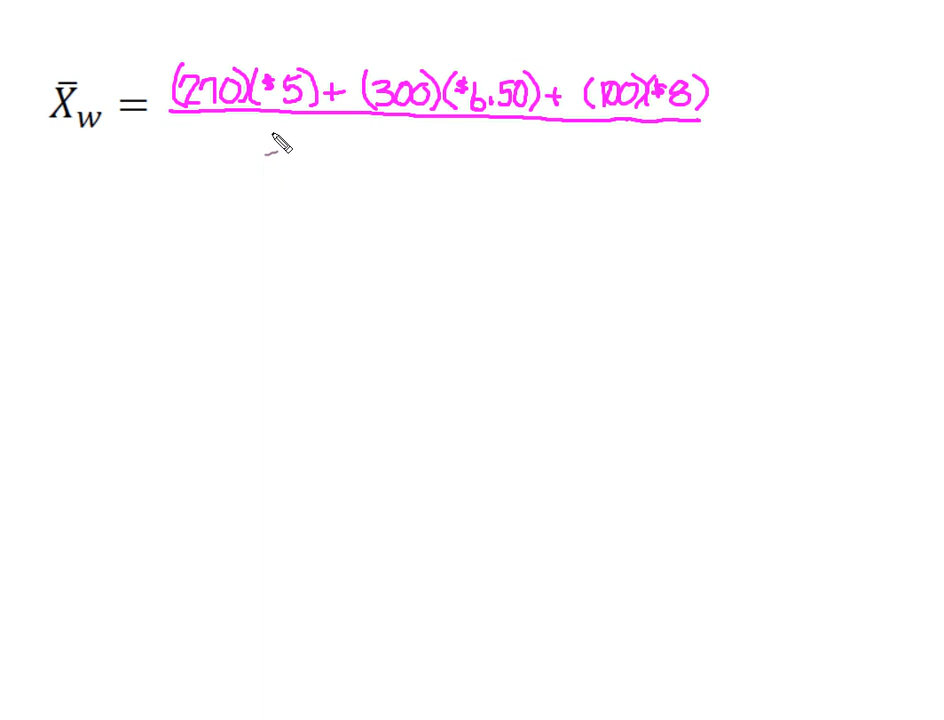 X̄w = (270)($5) + (300)($6.50) + (100)($8)